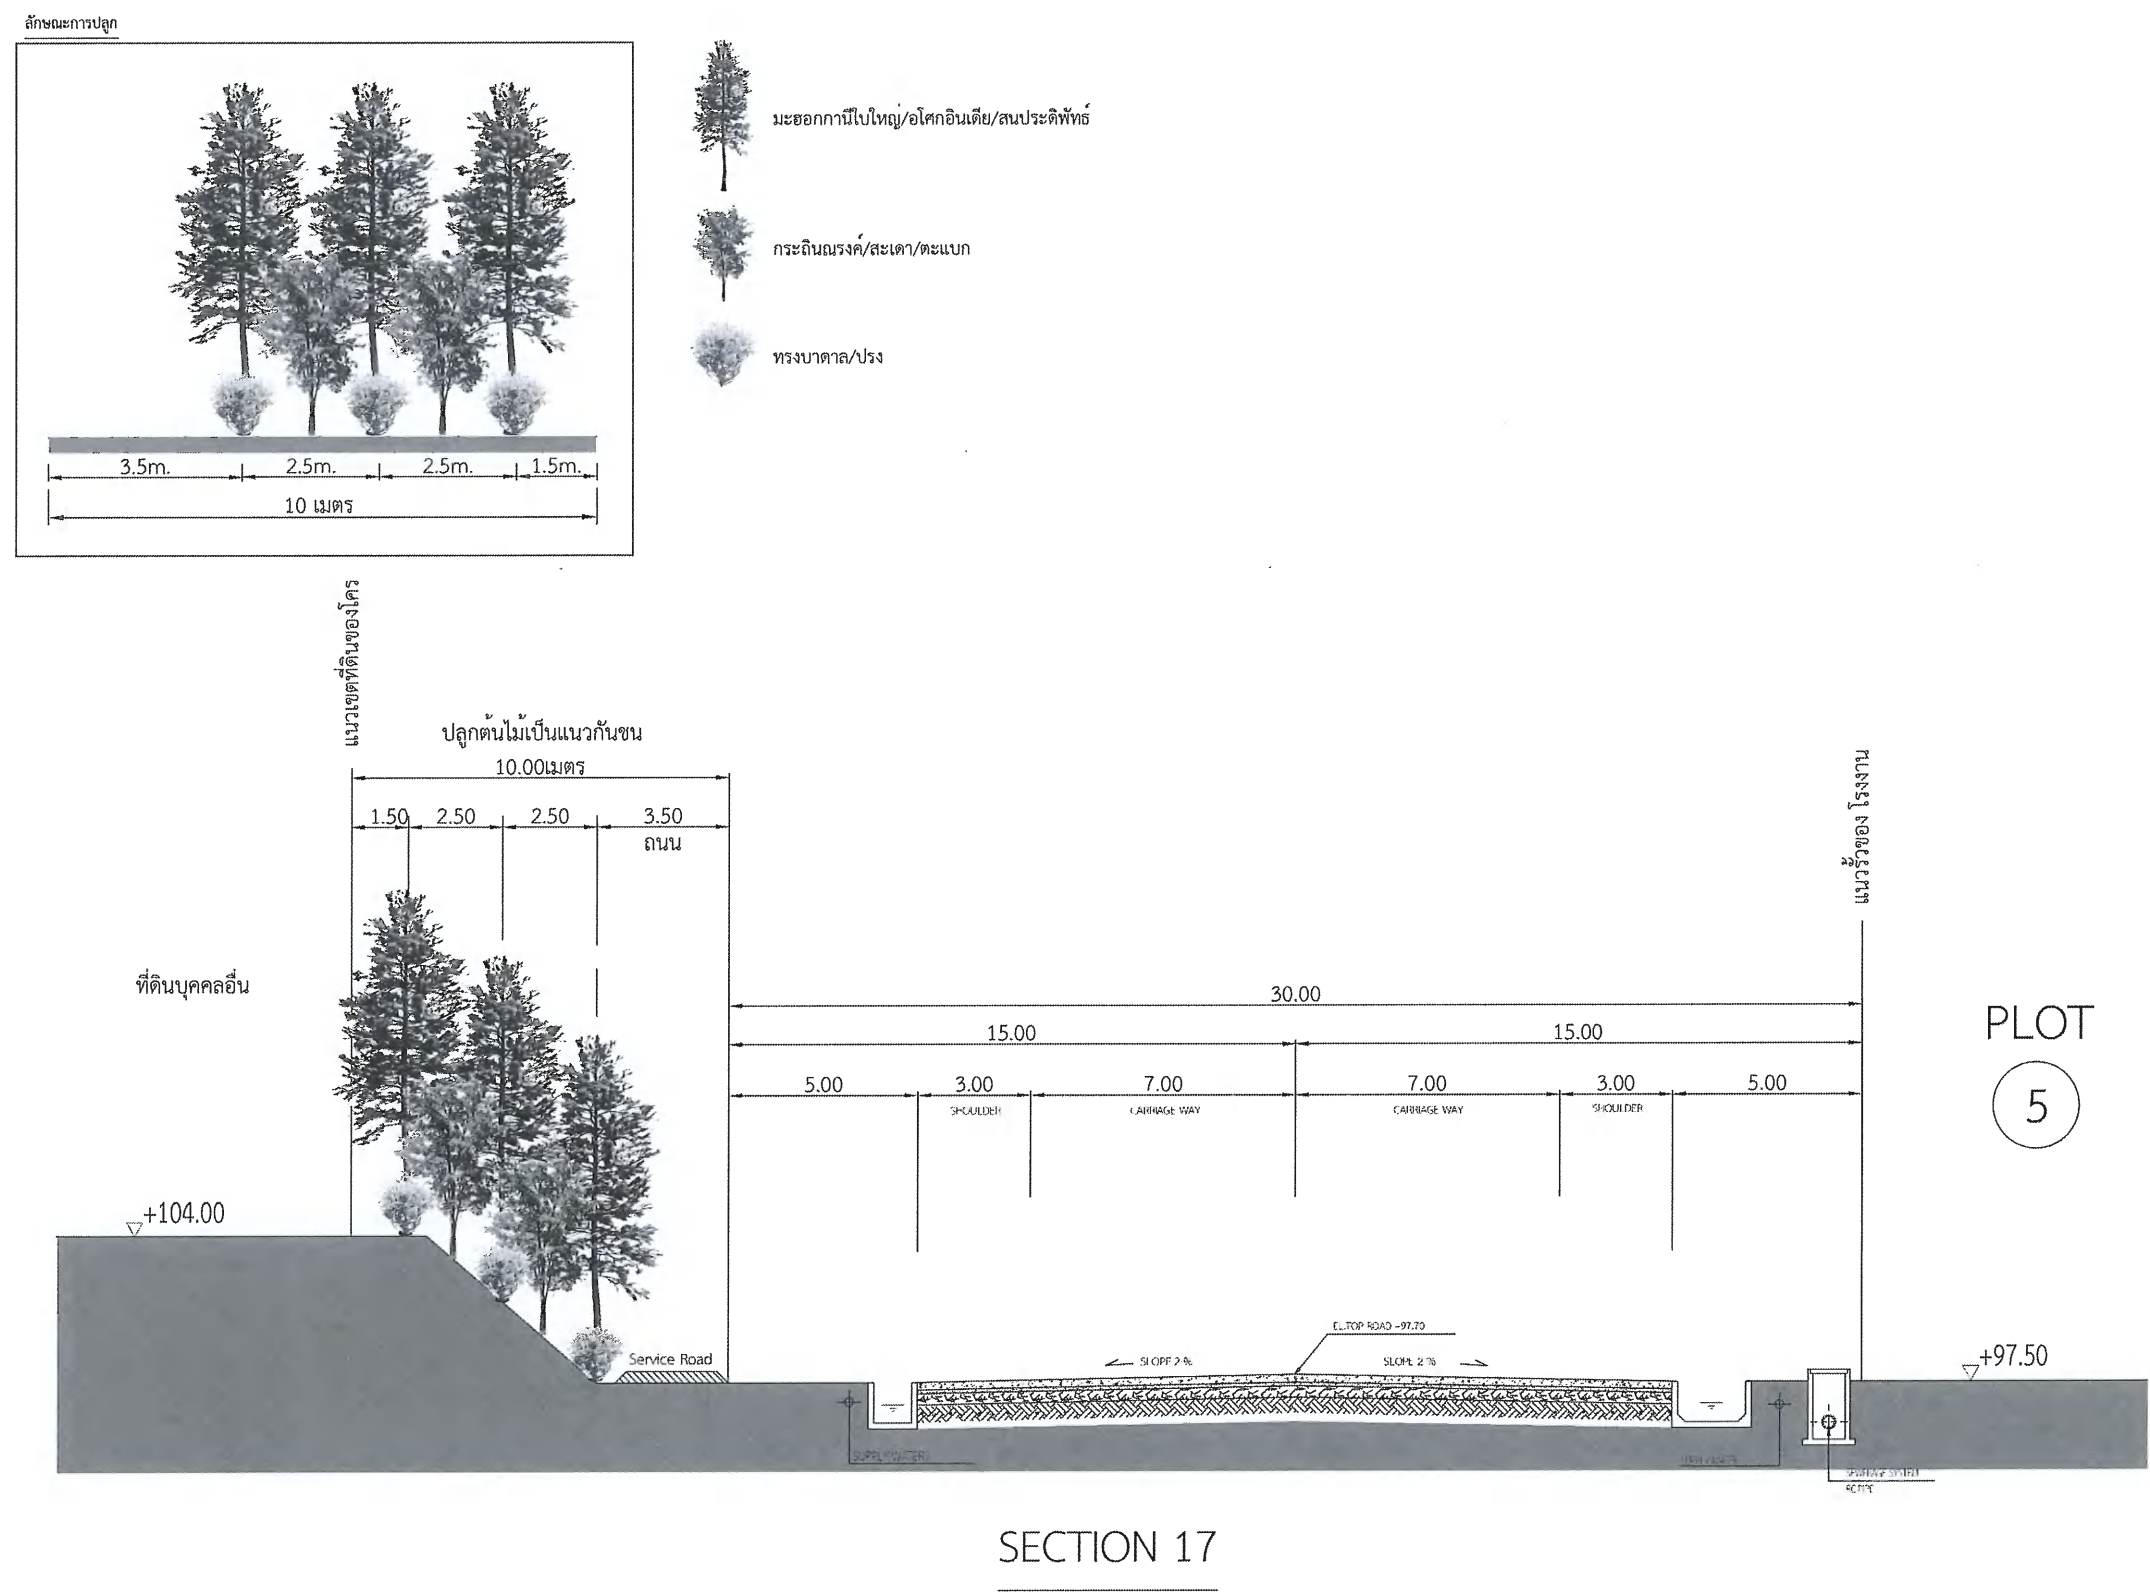 ลักษณะการปลูก
มะฮอกกานีใบใหญ่/อโศกอินเดีย/สนประดิพัทธ์
กระถินณรงค์/สะเดา/ตะแบก
ทรงบาดาล/ปรง
3.5m. 2.5m. 2.5m. 1.5m.
10 เมตร
แนวเขตที่ดินของโคร
ปลูกต้นไม้เป็นแนวกันชน
10.00เมตร
1.50 2.50 2.50 3.50
ถนน
แนวรั้วของ โรงงาน
ที่ดินบุคคลอื่น
30.00
15.00 15.00
5.00 3.00 7.00 7.00 3.00 5.00
SHOULDER CARRIAGE WAY CARRIAGE WAY SHOULDER
PLOT
5
+104.00
EL.TOP ROAD
SLOPE 2 % SLOPE 2 %
Service Road
+97.50
SEWERAGE SYSTEM
RC PIPE
SECTION 17